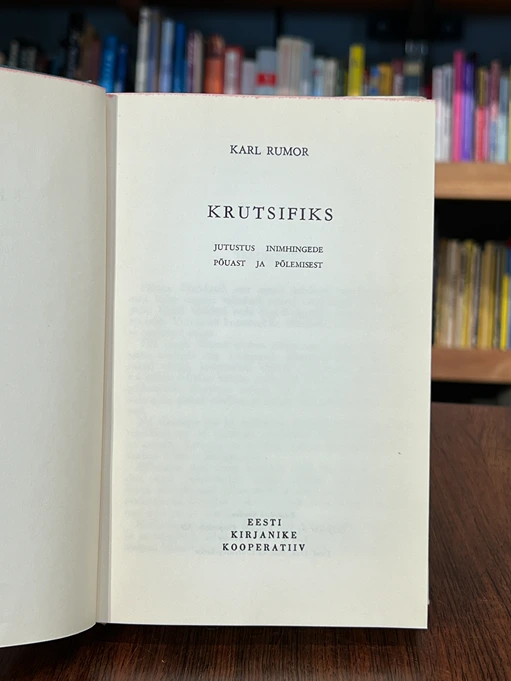 KARL RUMOR
KRUTSIFIKS
JUTUSTUS INIMHINGEDE
PÕUAST JA PÕLEMISEST
EESTI
KIRJANIKE
KOOPERATIIV